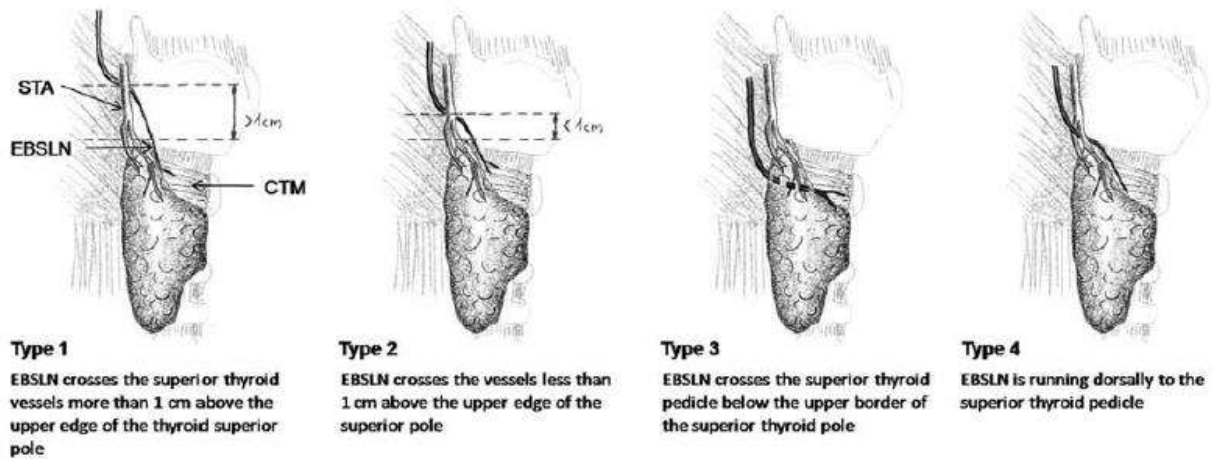 STA
EBSLN
CTM
>1cm
<1cm
Type 1
EBSLN crosses the superior thyroid
vessels more than 1 cm above the
upper edge of the thyroid superior
pole
Type 2
EBSLN crosses the vessels less than
1 cm above the upper edge of the
superior pole
Type 3
EBSLN crosses the superior thyroid
pedicle below the upper border of
the superior thyroid pole
Type 4
EBSLN is running dorsally to the
superior thyroid pedicle